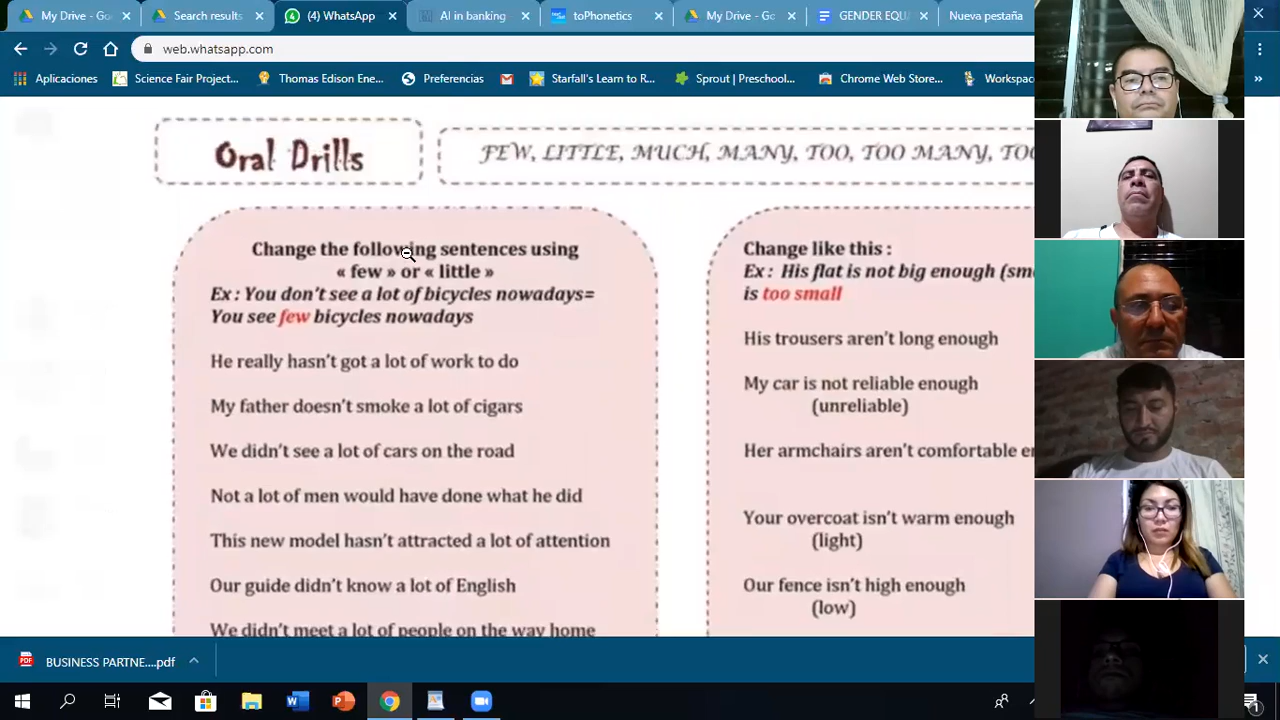 My Drive - Go
Search results
(4) WhatsApp
AI in banking
toPhonetics
My Drive - Go
GENDER EQU
Nueva pestaña
web.whatsapp.com
Aplicaciones
Science Fair Project...
Thomas Edison Ene...
Preferencias
Starfall's Learn to R...
Sprout | Preschool...
Chrome Web Store...
Workspac
»
Oral Drills
FEW, LITTLE, MUCH, MANY, TOO, TOO MANY, TOO
Change the following sentences using
« few » or « little »
Ex : You don't see a lot of bicycles nowadays=
You see few bicycles nowadays
He really hasn't got a lot of work to do
My father doesn't smoke a lot of cigars
We didn't see a lot of cars on the road
Not a lot of men would have done what he did
This new model hasn't attracted a lot of attention
Our guide didn't know a lot of English
We didn't meet a lot of people on the way home
Change like this :
Ex : His flat is not big enough (sm
is too small
His trousers aren't long enough
My car is not reliable enough
(unreliable)
Her armchairs aren't comfortable en
Your overcoat isn't warm enough
(light)
Our fence isn't high enough
(low)
BUSINESS PARTNE....pdf